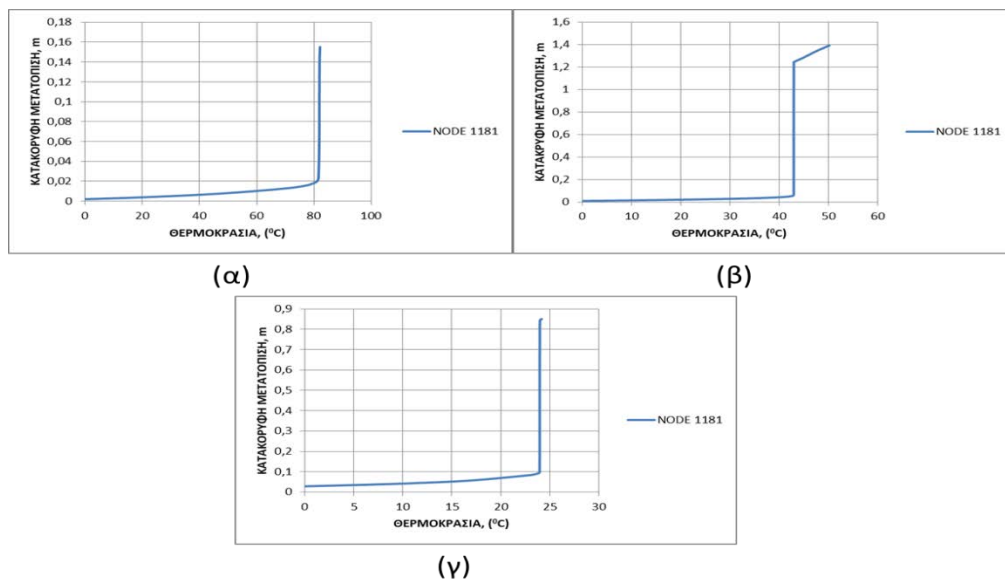 ΚΑΤΑΚΟΡΥΦΗ ΜΕΤΑΤΟΠΙΣΗ, m
0,18
0,16
0,14
0,12
0,1
0,08
0,06
0,04
0,02
0
0 20 40 60 80 100
ΘΕΡΜΟΚΡΑΣΙΑ, (⁰C)
NODE 1181
(α)
ΚΑΤΑΚΡΥΦΗ ΜΕΤΑΤΟΠΙΣΗ, m
1,6
1,4
1,2
1
0,8
0,6
0,4
0,2
0
0 10 20 30 40 50 60
ΘΕΡΜΟΚΡΑΣΙΑ, (⁰C)
NODE 1181
(β)
ΚΑΤΑΚΟΡΥΦΗ ΜΕΤΑΤΟΠΙΣΗ, m
0,9
0,8
0,7
0,6
0,5
0,4
0,3
0,2
0,1
0
0 5 10 15 20 25 30
ΘΕΡΜΟΚΡΑΣΙΑ, (⁰C)
NODE 1181
(γ)